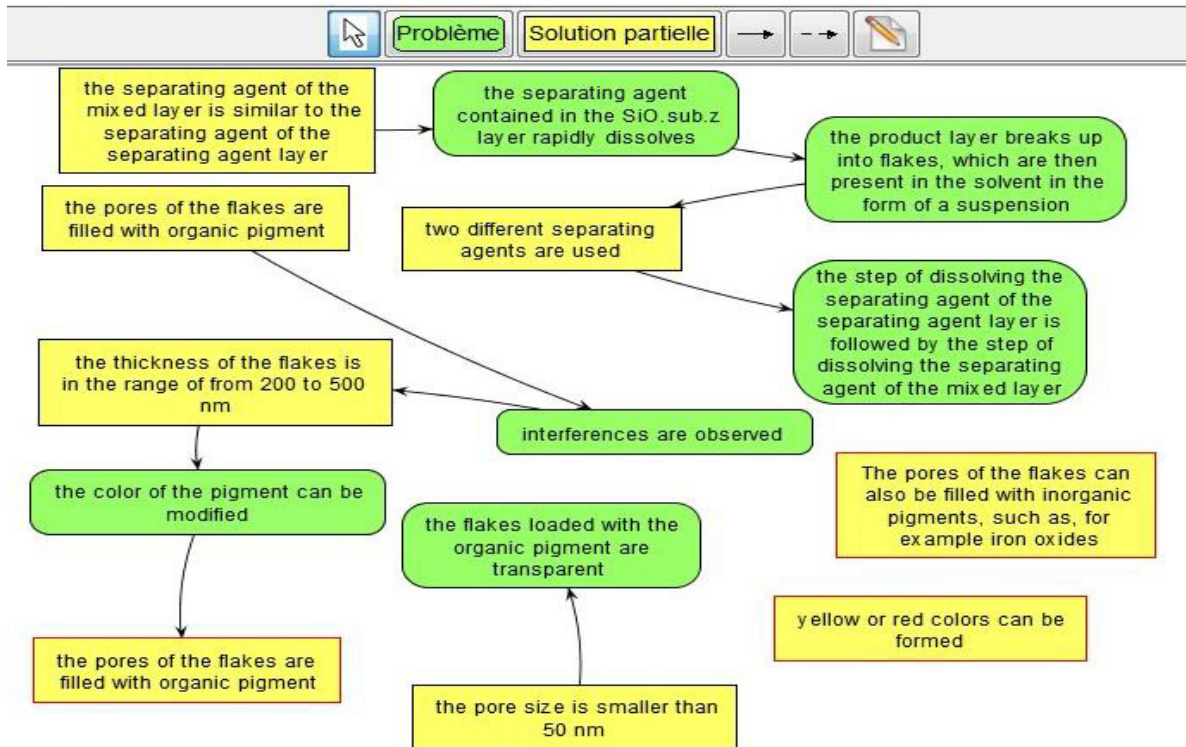 Problème
Solution partielle
the separating agent of the
mixed layer is similar to the
separating agent of the
separating agent layer
the separating agent
contained in the SiO.sub.z
layer rapidly dissolves
the product layer breaks up
into flakes, which are then
present in the solvent in the
form of a suspension
the pores of the flakes are
filled with organic pigment
two different separating
agents are used
the step of dissolving the
separating agent of the
separating agent layer is
followed by the step of
dissolving the separating
agent of the mixed layer
the thickness of the flakes is
in the range of from 200 to 500
nm
interferences are observed
the color of the pigment can be
modified
the flakes loaded with the
organic pigment are
transparent
The pores of the flakes can
also be filled with inorganic
pigments, such as, for
example iron oxides
yellow or red colors can be
formed
the pores of the flakes are
filled with organic pigment
the pore size is smaller than
50 nm